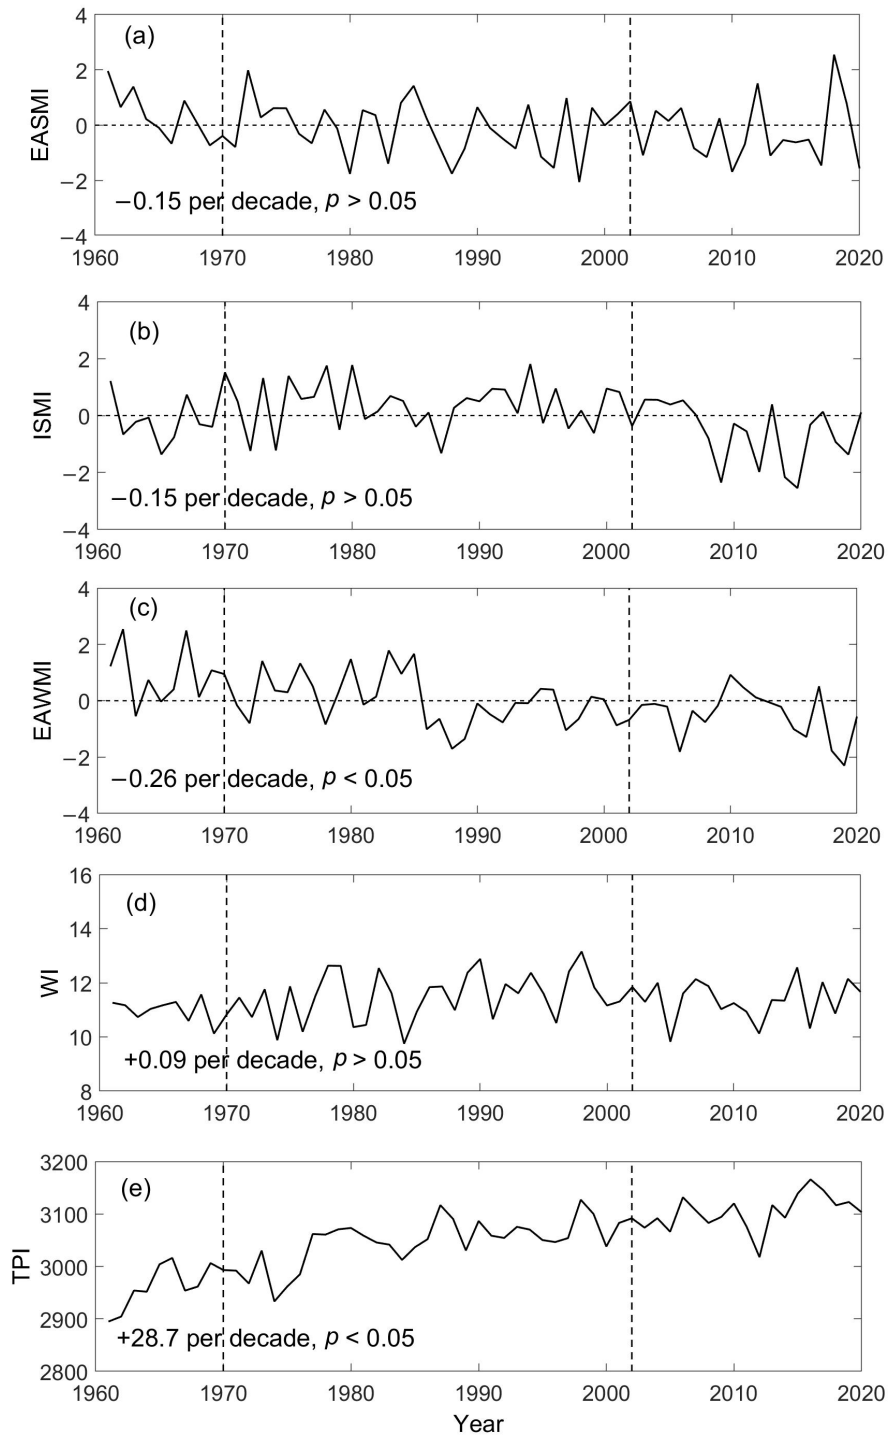 (a)
EASMI
4
2
0
−2
−4
−0.15 per decade, p > 0.05
1960 1970 1980 1990 2000 2010 2020
(b)
ISMI
4
2
0
−2
−4
−0.15 per decade, p > 0.05
1960 1970 1980 1990 2000 2010 2020
(c)
EAWMI
4
2
0
−2
−4
−0.26 per decade, p < 0.05
1960 1970 1980 1990 2000 2010 2020
(d)
WI
16
14
12
10
8
+0.09 per decade, p > 0.05
1960 1970 1980 1990 2000 2010 2020
(e)
TPI
3200
3100
3000
2900
2800
+28.7 per decade, p < 0.05
1960 1970 1980 1990 2000 2010 2020
Year